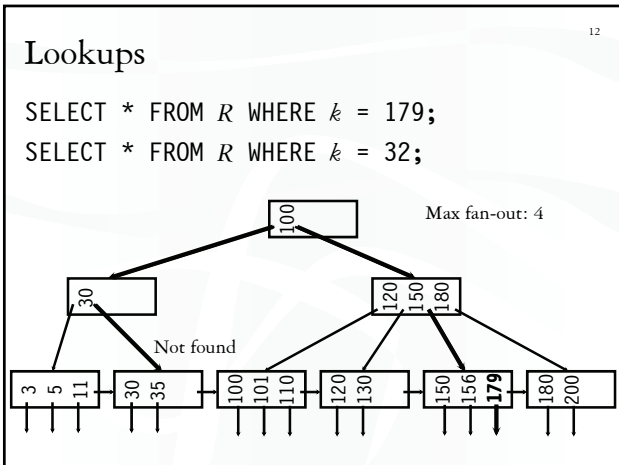 12
Lookups
SELECT * FROM R WHERE k = 179;
SELECT * FROM R WHERE k = 32;
100
Max fan-out: 4
30
120 150 180
Not found
3 5 11
30 35
100 101 110
120 130
150 156 179
180 200